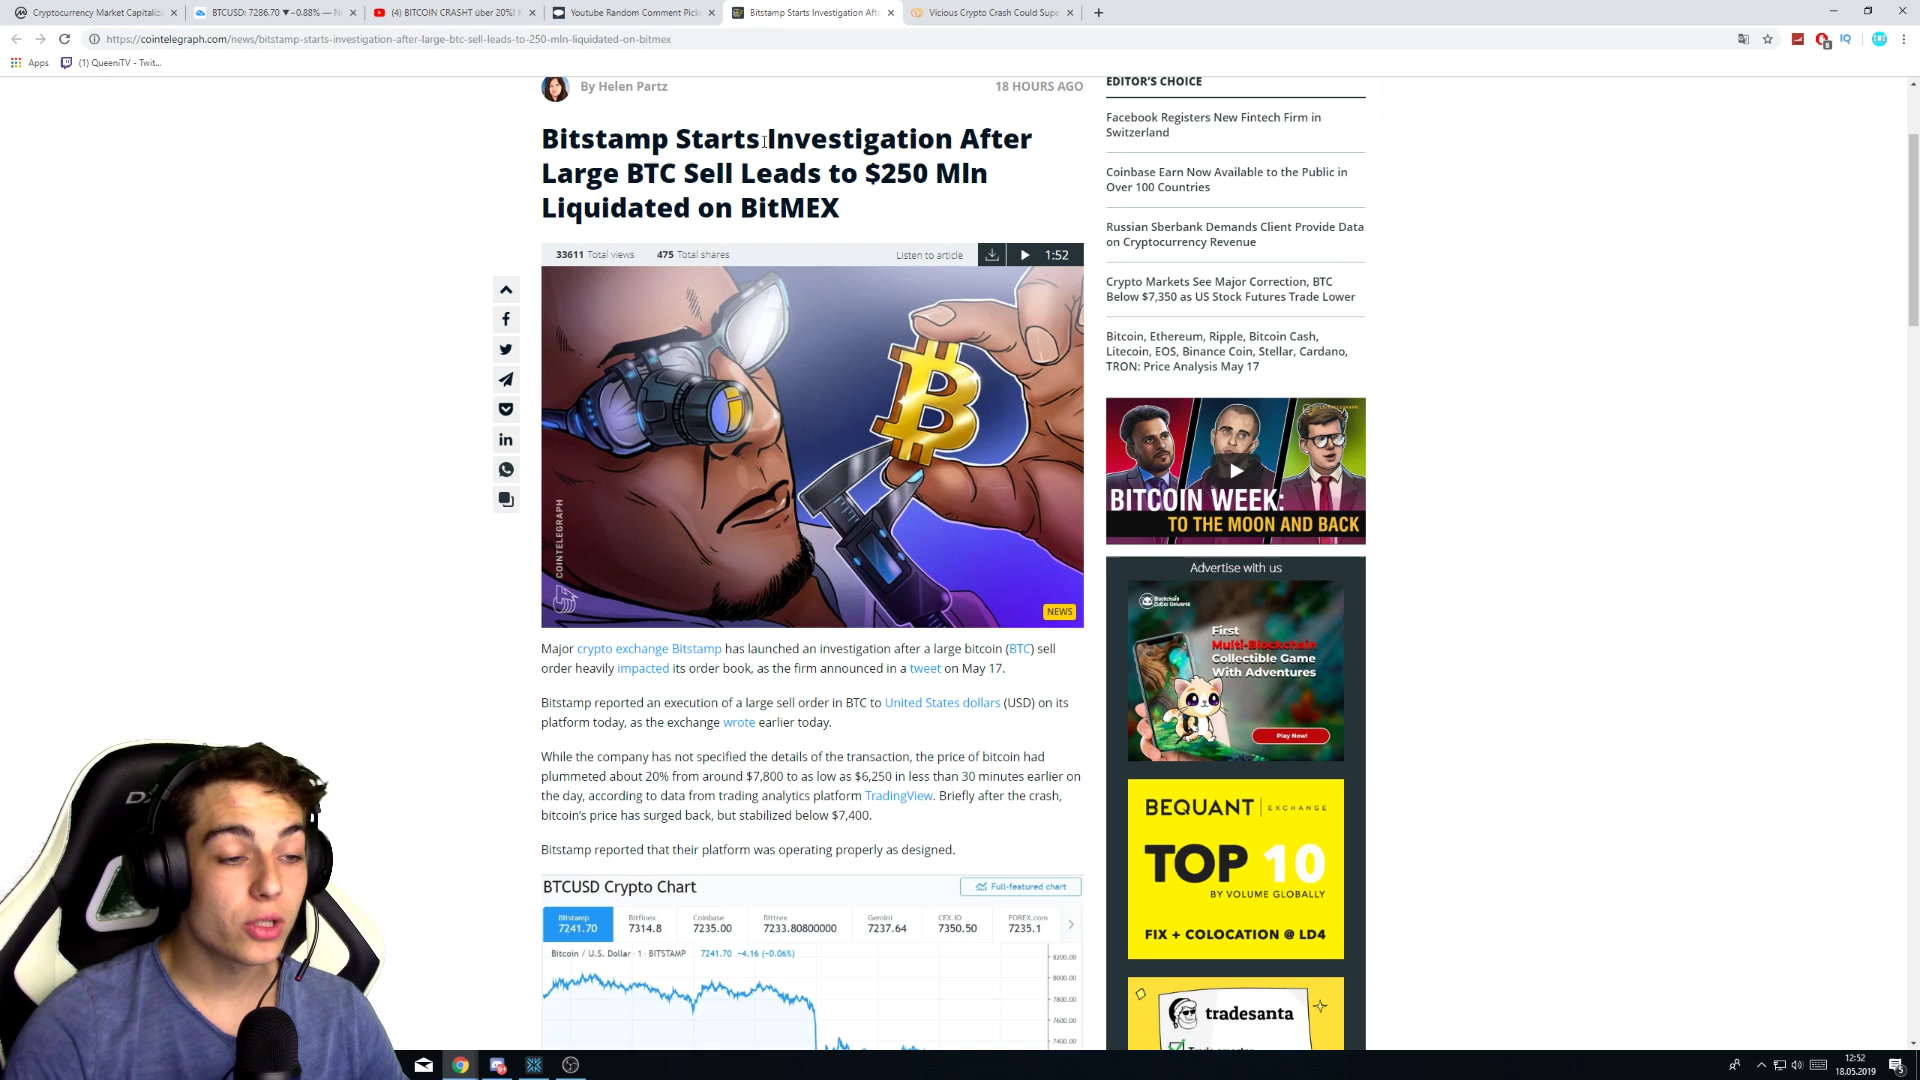 Cryptocurrency Market Capitaliza
BTCUSD: 7286.70 ▼−0.88% —
(4) BITCOIN CRASHT über 20%!
Youtube Random Comment Pick
Bitstamp Starts Investigation Aft
Vicious Crypto Crash Could Supe
https://cointelegraph.com/news/bitstamp-starts-investigation-after-large-btc-sell-leads-to-250-mln-liquidated-on-bitmex
Apps
(1) QueeniTV - Twit...
By Helen Partz
18 HOURS AGO
Bitstamp Starts Investigation After
Large BTC Sell Leads to $250 Mln
Liquidated on BitMEX
33611 Total views
475 Total shares
Listen to article
1:52
COINTELEGRAPH
NEWS
Major crypto exchange Bitstamp has launched an investigation after a large bitcoin (BTC) sell
order heavily impacted its order book, as the firm announced in a tweet on May 17.
Bitstamp reported an execution of a large sell order in BTC to United States dollars (USD) on its
platform today, as the exchange wrote earlier today.
While the company has not specified the details of the transaction, the price of bitcoin had
plummeted about 20% from around $7,800 to as low as $6,250 in less than 30 minutes earlier on
the day, according to data from trading analytics platform TradingView. Briefly after the crash,
bitcoin's price has surged back, but stabilized below $7,400.
Bitstamp reported that their platform was operating properly as designed.
BTCUSD Crypto Chart
Full-featured chart
Bitstamp
7241.70
Bitfinex
7314.8
Coinbase
7235.00
Bittrex
7233.80800000
Gemini
7237.64
CEX.IO
7350.50
FOREX.com
7235.1
Bitcoin / U.S. Dollar · 1 · BITSTAMP 7241.70 −4.16 (−0.06%)
8200.00
8000.00
7800.00
7600.00
7400.00
EDITOR'S CHOICE
Facebook Registers New Fintech Firm in
Switzerland
Coinbase Earn Now Available to the Public in
Over 100 Countries
Russian Sberbank Demands Client Provide Data
on Cryptocurrency Revenue
Crypto Markets See Major Correction, BTC
Below $7,350 as US Stock Futures Trade Lower
Bitcoin, Ethereum, Ripple, Bitcoin Cash,
Litecoin, EOS, Binance Coin, Stellar, Cardano,
TRON: Price Analysis May 17
BITCOIN WEEK:
TO THE MOON AND BACK
Advertise with us
Blockchain
Cuties Universe
First
Multi-Blockchain
Collectible Game
With Adventures
Play Now!
BEQUANT | EXCHANGE
TOP 10
BY VOLUME GLOBALLY
FIX + COLOCATION @ LD4
tradesanta
IQ
12:52
18.05.2019